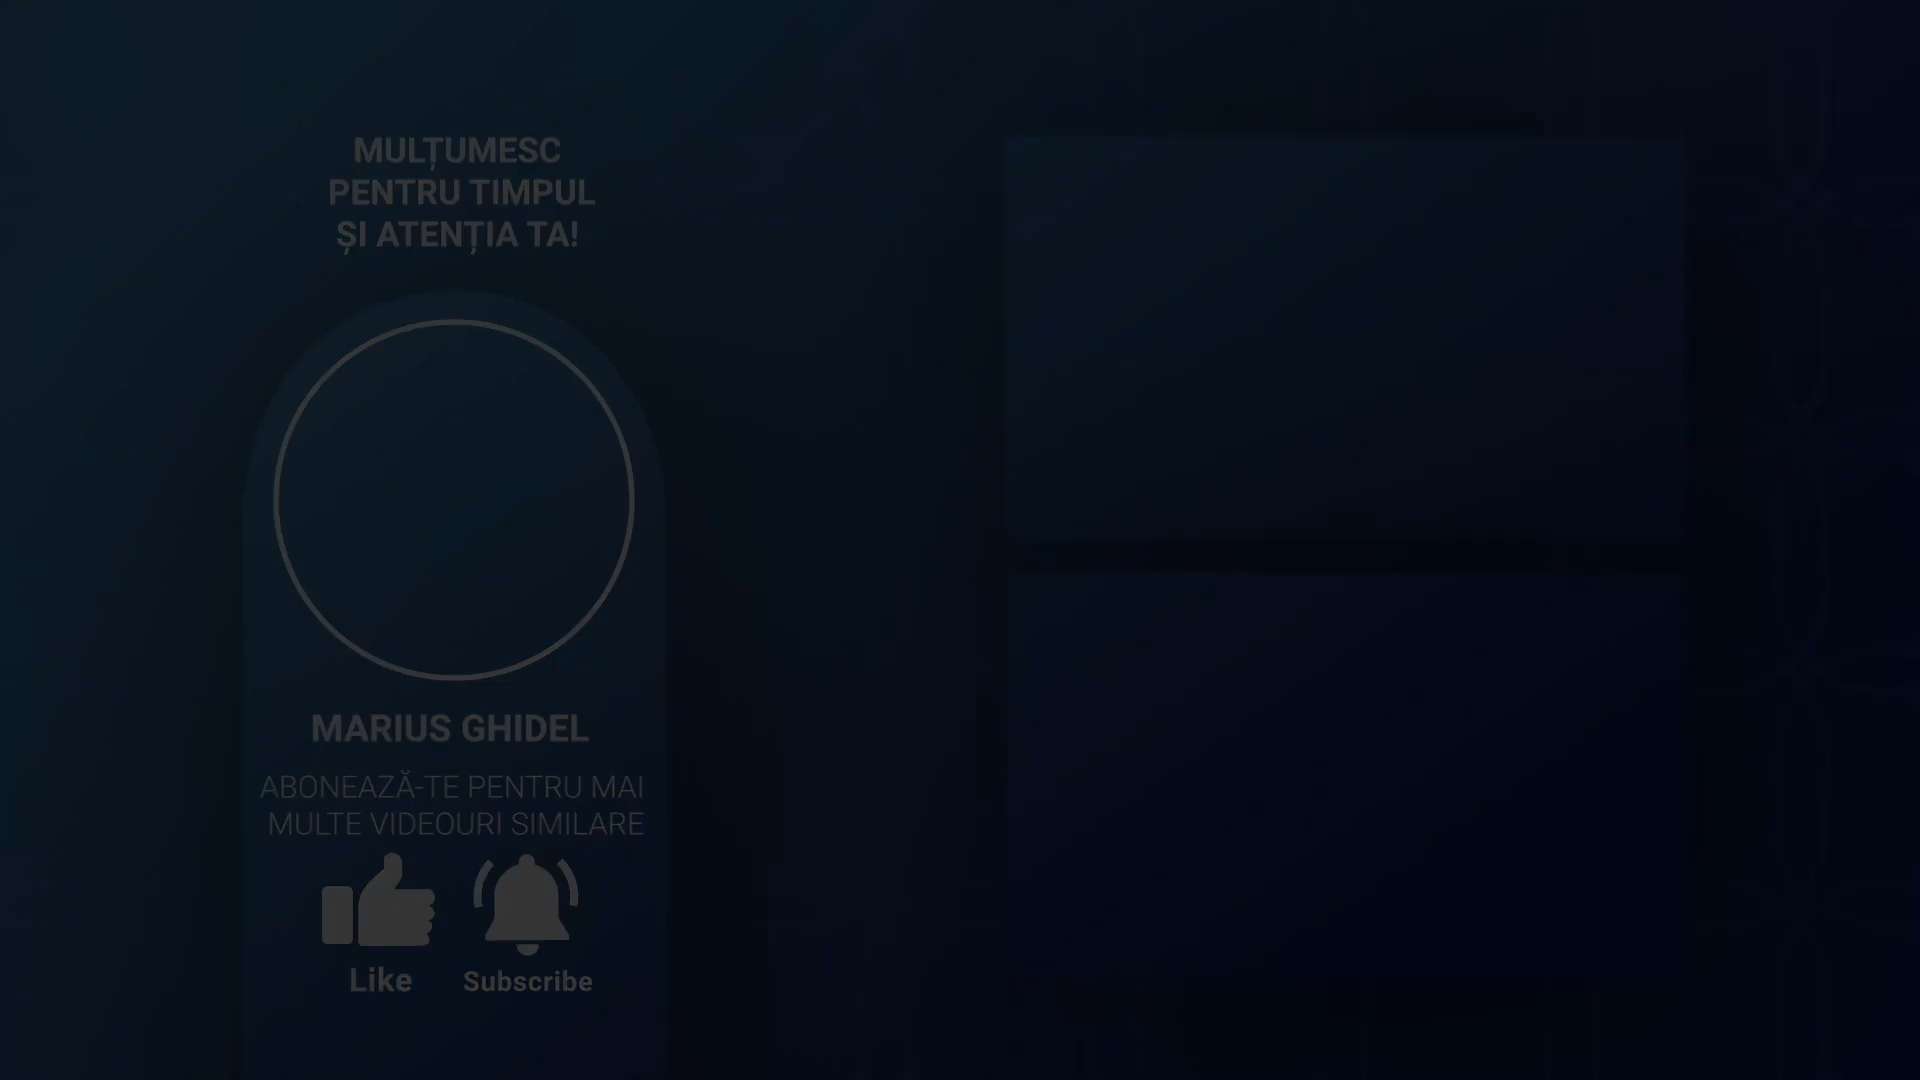 MULȚUMESC
PENTRU TIMPUL
ȘI ATENȚIA TA!
MARIUS GHIDEL
ABONEAZĂ-TE PENTRU MAI
MULTE VIDEOURI SIMILARE
Like
Subscribe